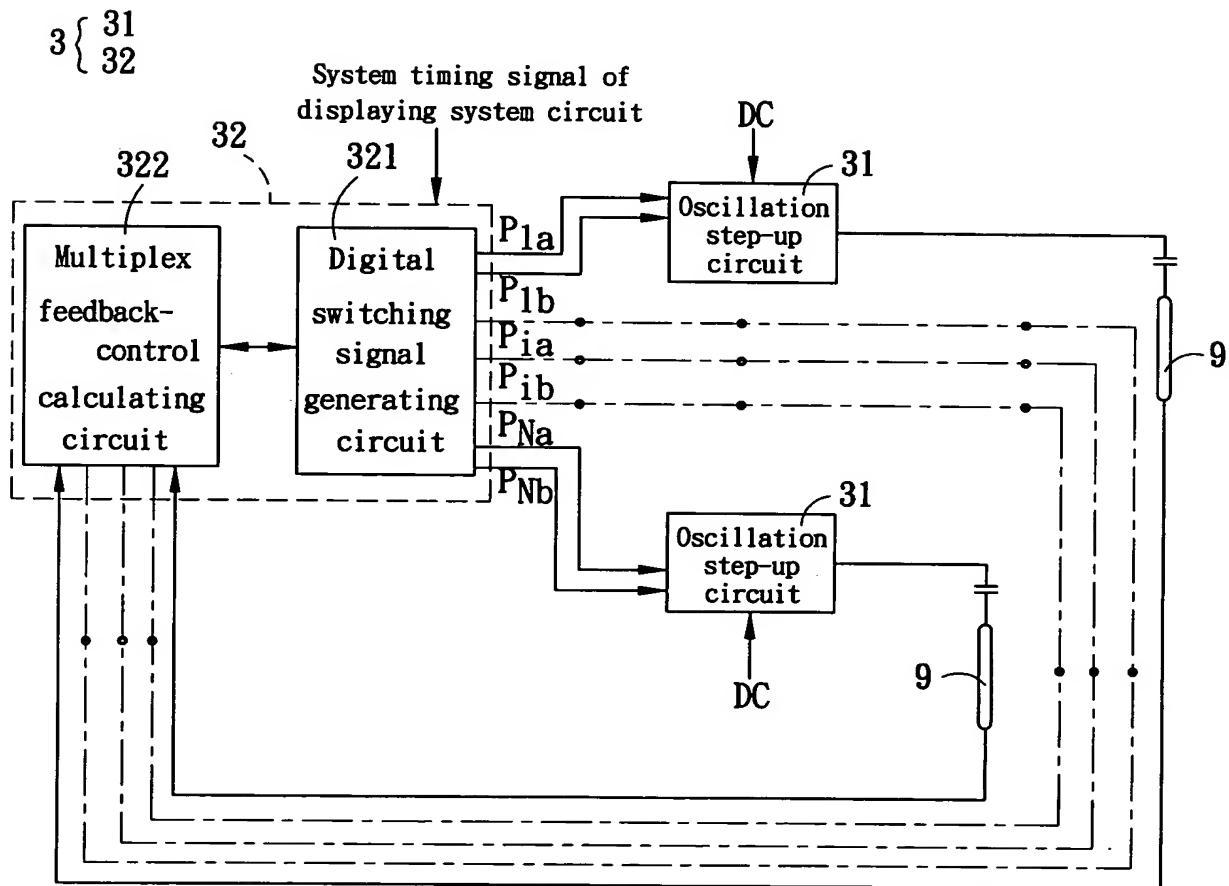 3 { 31
32
System timing signal of
displaying system circuit
DC
32
322
321
31
Multiplex
feedback-
control
calculating
circuit
Digital
switching
signal
generating
circuit
P1a
P1b
Pia
Pib
PNa
PNb
Oscillation
step-up
circuit
9
31
Oscillation
step-up
circuit
9
DC